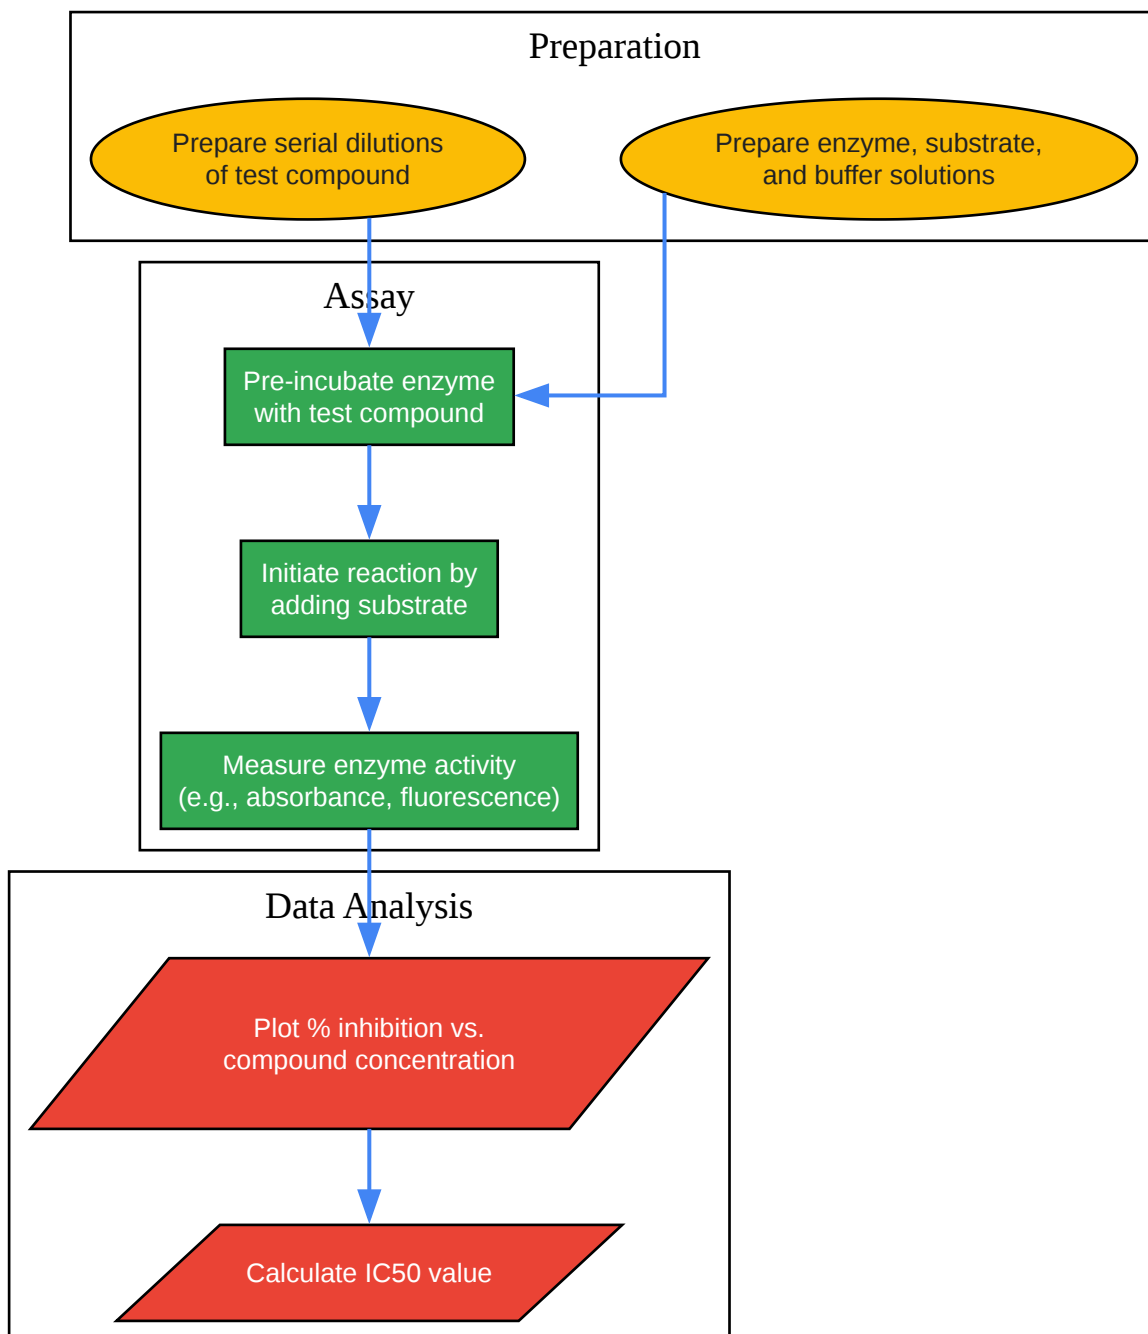 Preparation
Prepare serial dilutions
of test compound
Prepare enzyme, substrate,
and buffer solutions
Assay
Pre-incubate enzyme
with test compound
Initiate reaction by
adding substrate
Measure enzyme activity
(e.g., absorbance, fluorescence)
Data Analysis
Plot % inhibition vs.
compound concentration
Calculate IC50 value